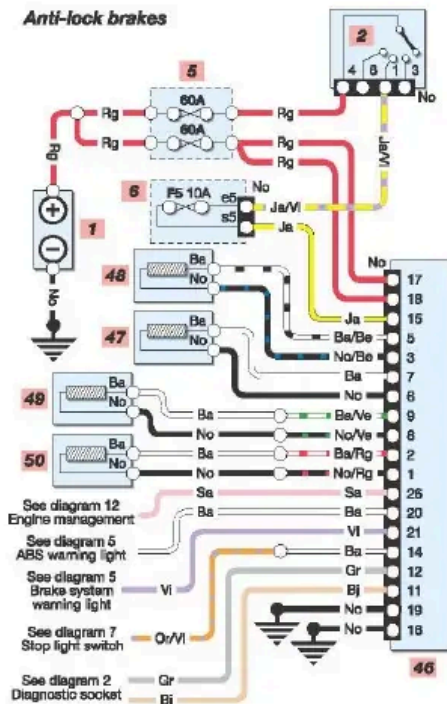 Anti-lock brakes
2
4 6 1 3
No
5
60A
Rg Rg
60A
Rg Rg
Rg
Rg
Ja/Vi
6
F5 10A
No
e5
s5
Ja/Vi
Ja
1
No
48
Ba
No
47
Ba
No
49
Ba
No
50
Ba
No
No
17
18
Ja 15
Ba/Be 5
No/Be 3
Ba 7
No 6
Ba Ba/Ve 9
No No/Ve 8
Ba Ba/Rg 2
No No/Rg 1
Sa Sa 26
Ba Ba 20
Vi 21
Ba 14
Gr 12
Bj 11
No 19
No 16
46
See diagram 12
Engine management
See diagram 5
ABS warning light
See diagram 5
Brake system
warning light
Vi
See diagram 7
Stop light switch
Or/Vi
See diagram 2
Diagnostic socket
Gr
Bj